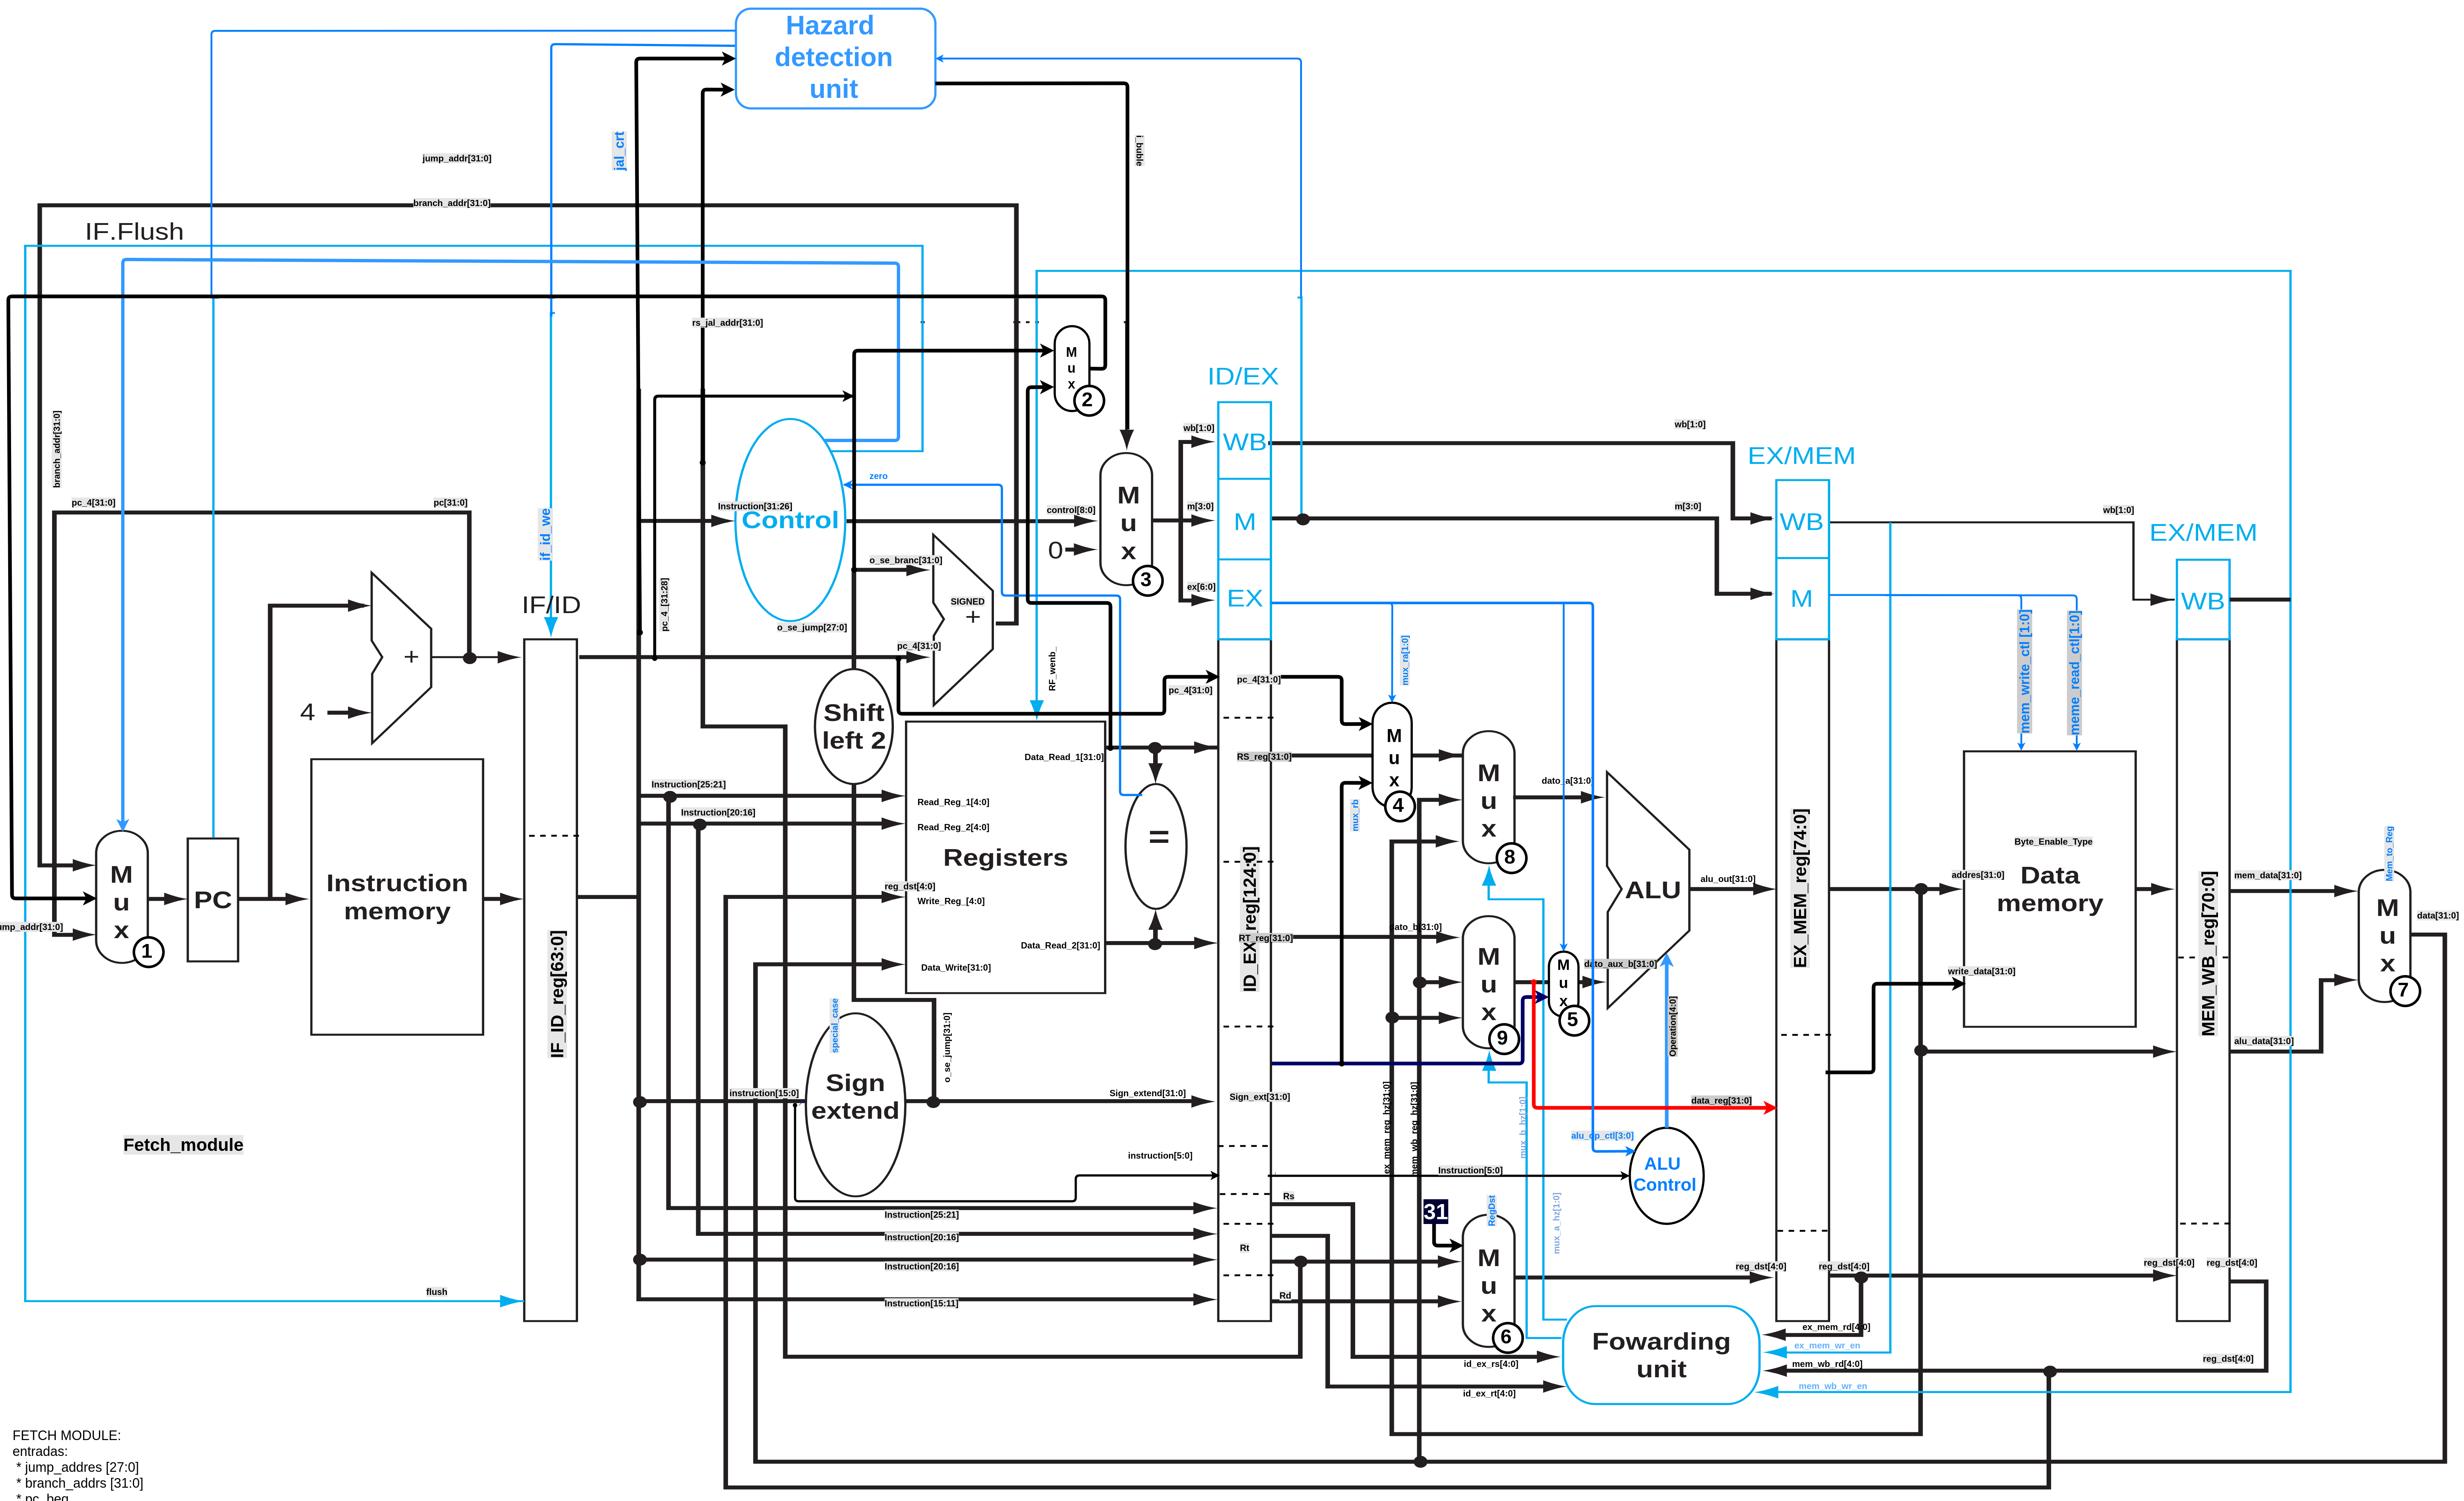 Hazard
detection
unit
jal_crt
i_buble
jump_addr[31:0]
branch_addr[31:0]
IF.Flush
rs_jal_addr[31:0]
M
u
x
2
ID/EX
wb[1:0]
WB
wb[1:0]
EX/MEM
branch_addr[31:0]
pc_4[31:0]
pc[31:0]
if_id_we
zero
Instruction[31:26]
Control
control[8:0]
0
M
u
x
3
m[3:0]
M
m[3:0]
WB
wb[1:0]
EX/MEM
o_se_branc[31:0]
SIGNED
+
ex[6:0]
EX
M
WB
IF/ID
pc_4_[31:28]
o_se_jump[27:0]
pc_4[31:0]
RF_wenb_
mux_ra[1:0]
mem_write_ctl [1:0]
meme_read_ctl[1:0]
+
4
pc_4[31:0]
pc_4[31:0]
Shift
left 2
M
u
x
4
Data_Read_1[31:0]
RS_reg[31:0]
M
u
x
8
dato_a[31:0]
mux_rb
Instruction[25:21]
Read_Reg_1[4:0]
Instruction[20:16]
Read_Reg_2[4:0]
Registers
=
reg_dst[4:0]
Write_Reg_[4:0]
Data_Read_2[31:0]
Data_Write[31:0]
ID_EX_reg[124:0]
RT_reg[31:0]
M
u
x
9
M
u
x
5
dato_aux_b[31:0]
ALU
alu_out[31:0]
EX_MEM_reg[74:0]
Byte_Enable_Type
addres[31:0]
Data
memory
write_data[31:0]
MEM_WB_reg[70:0]
mem_data[31:0]
Mem_to_Reg
M
u
x
7
data[31:0]
alu_data[31:0]
M
u
x
1
PC
Instruction
memory
IF_ID_reg[63:0]
special_case
o_se_jump[31:0]
Operation[4:0]
Sign
extend
instruction[15:0]
Sign_extend[31:0]
Sign_ext[31:0]
ex_mem_reg_hz[31:0]
mem_wb_reg_hz[31:0]
mux_b_hz[1:0]
data_reg[31:0]
alu_op_ctl[3:0]
Fetch_module
instruction[5:0]
Instruction[5:0]
ALU
Control
Rs
31
RegDst
mux_a_hz[1:0]
Instruction[25:21]
Instruction[20:16]
Rt
M
u
x
6
Instruction[20:16]
reg_dst[4:0]
reg_dst[4:0]
reg_dst[4:0]
reg_dst[4:0]
flush
Instruction[15:11]
Rd
Fowarding
unit
ex_mem_rd[4:0]
ex_mem_wr_en
id_ex_rs[4:0]
mem_wb_rd[4:0]
reg_dst[4:0]
id_ex_rt[4:0]
mem_wb_wr_en
FETCH MODULE:
entradas:
* jump_addres [27:0]
* branch_addrs [31:0]